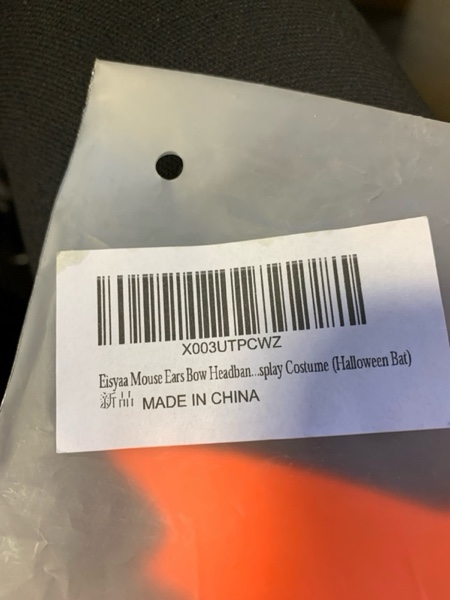 X003UTPCWZ
Eisyaa Mouse Ears Bow Headban...splay Costume (Halloween Bat)
新品 MADE IN CHINA